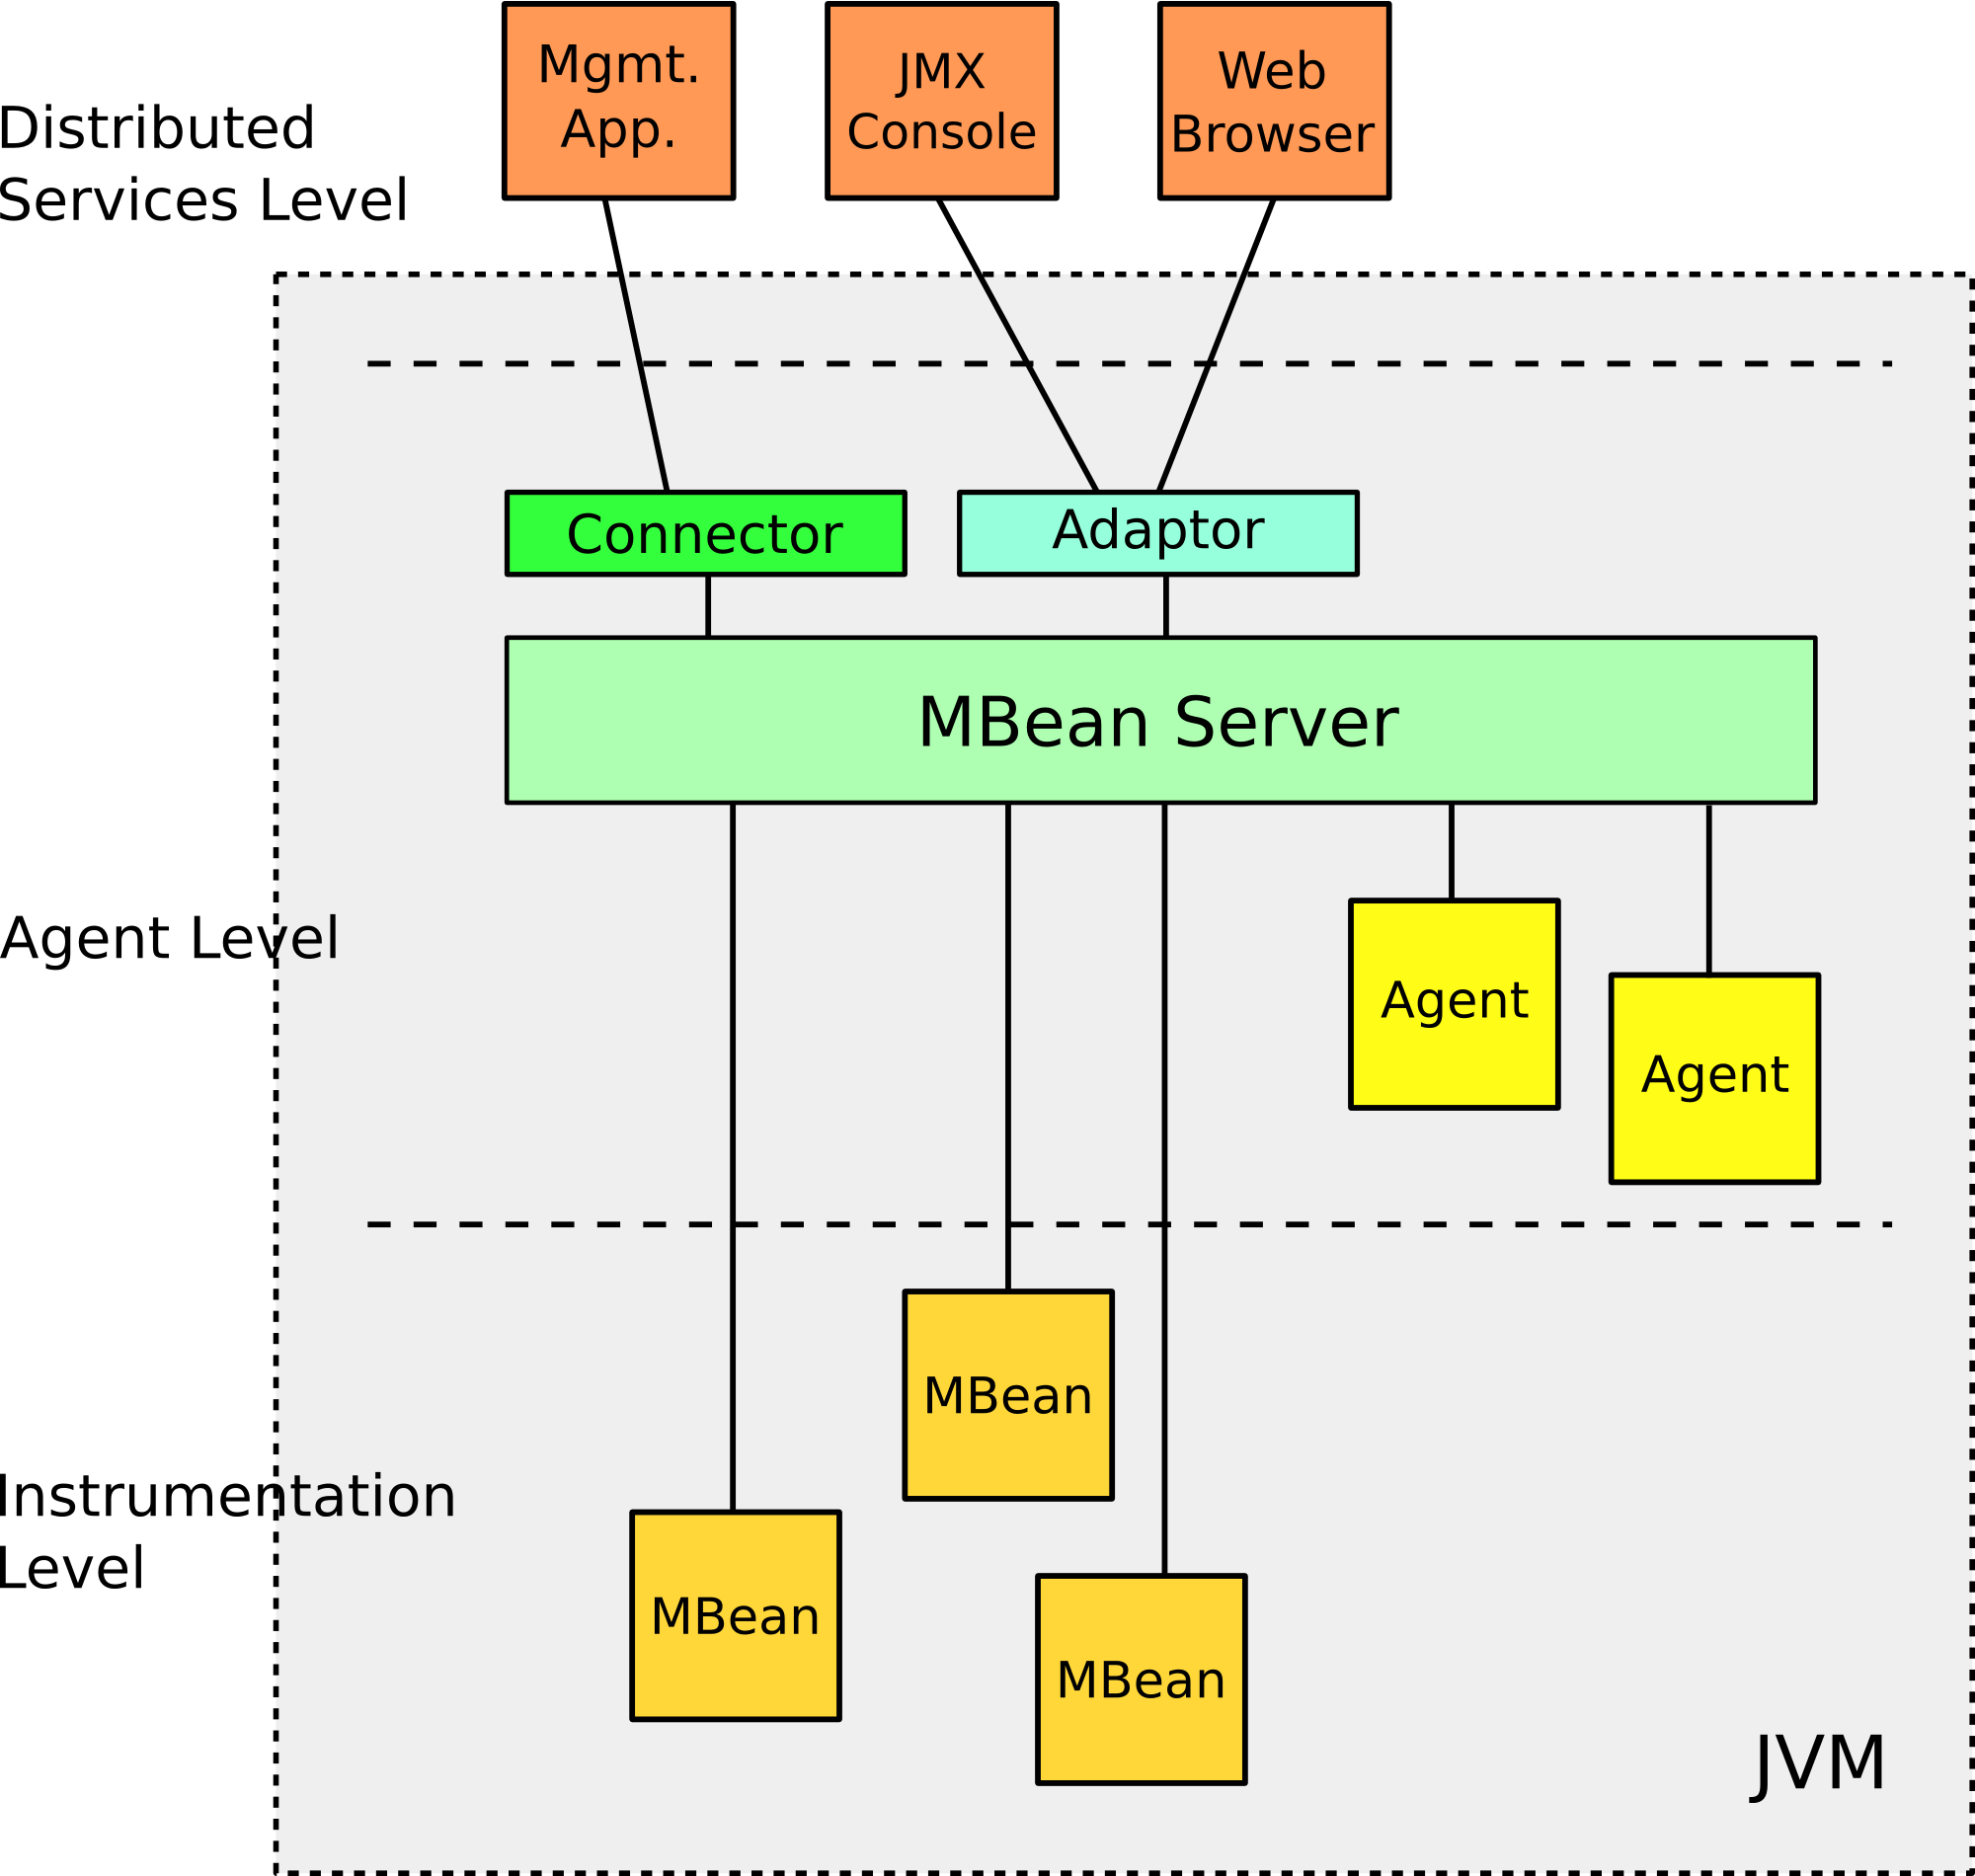 Mgmt.
App.
JMX
Console
Web
Browser
Distributed
Services Level
Connector
Adaptor
MBean Server
Agent Level
Agent
Agent
MBean
Instrumentation
Level
MBean
MBean
JVM